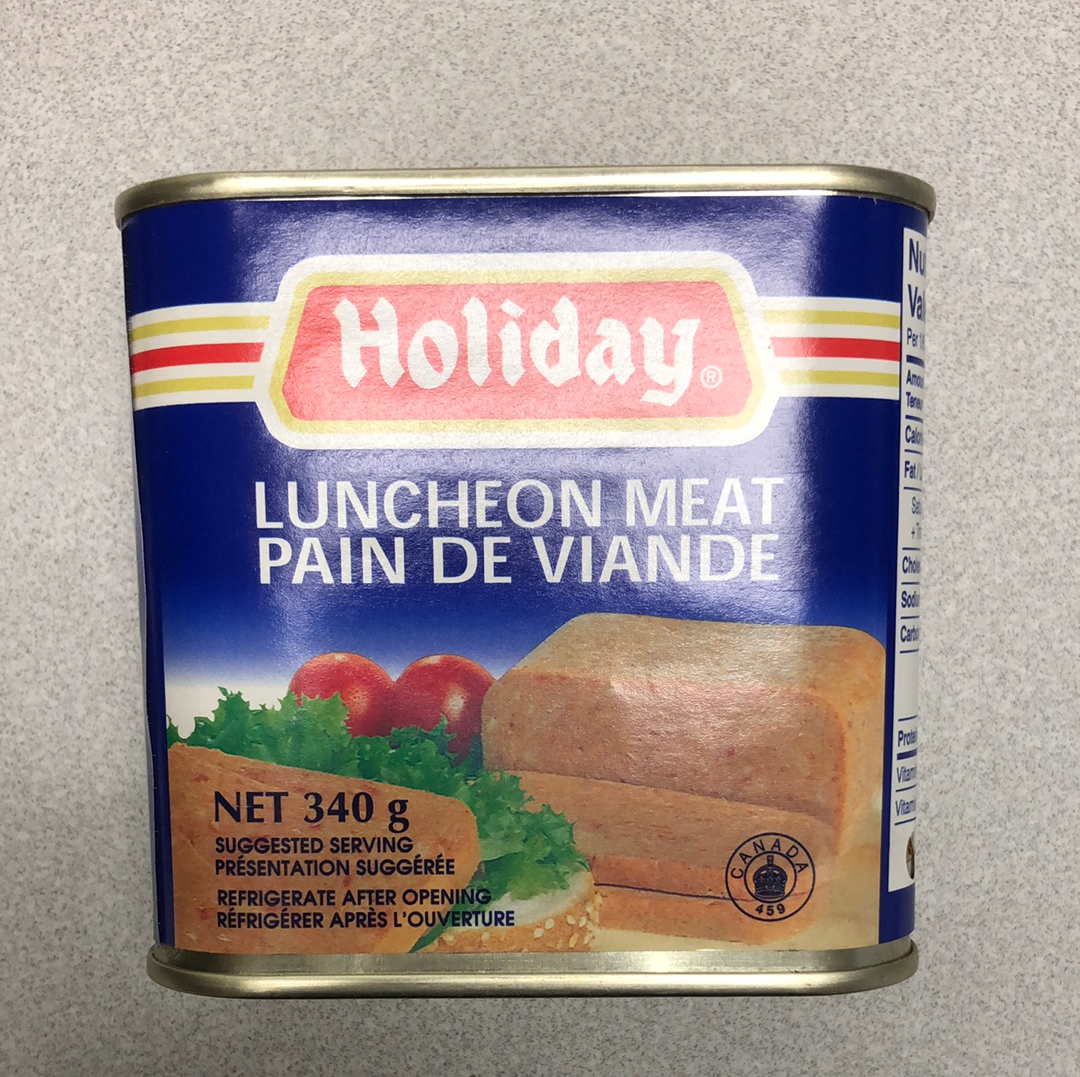 Holiday®
LUNCHEON MEAT
PAIN DE VIANDE
NET 340 g
SUGGESTED SERVING
PRÉSENTATION SUGGÉRÉE
REFRIGERATE AFTER OPENING
RÉFRIGÉRER APRÈS L'OUVERTURE
CANADA
459
Per